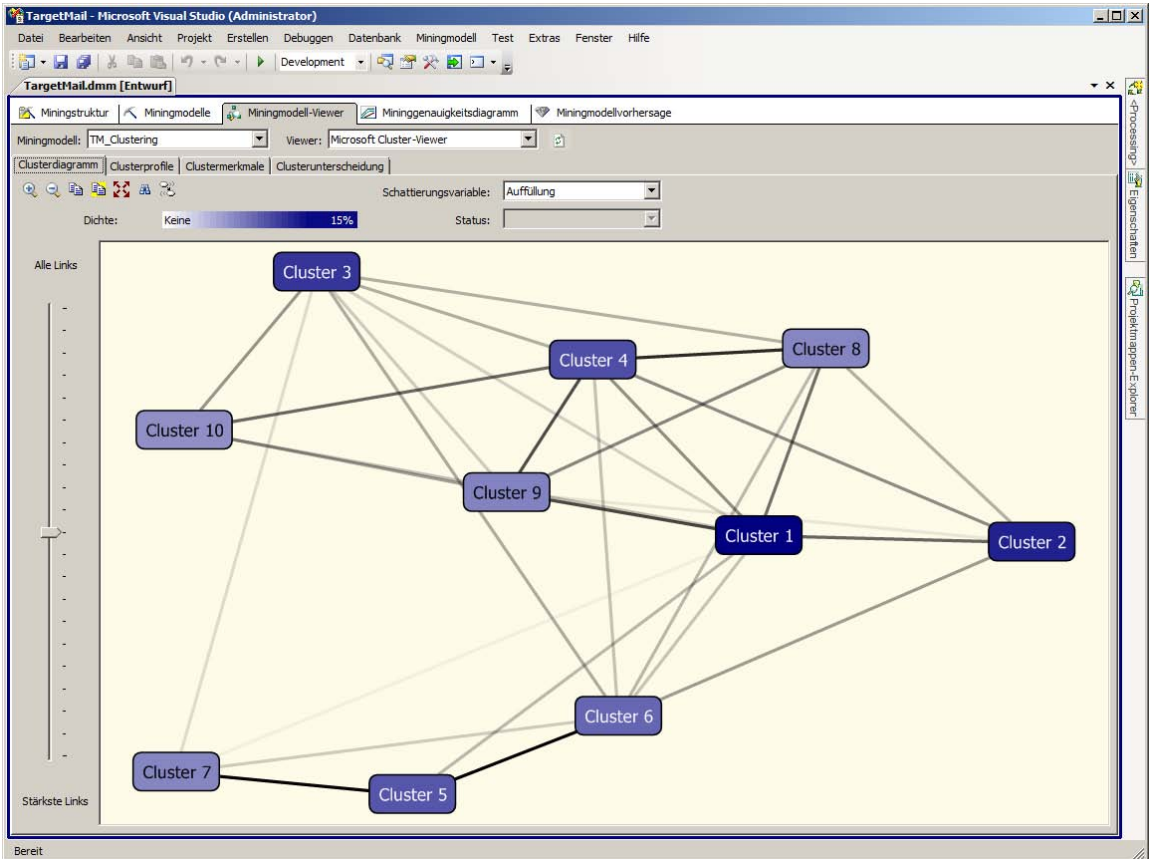 TargetMail - Microsoft Visual Studio (Administrator)
Datei Bearbeiten Ansicht Projekt Erstellen Debuggen Datenbank Miningmodell Test Extras Fenster Hilfe
Development
TargetMail.dmm [Entwurf]
Miningstruktur Miningmodelle Miningmodell-Viewer Mininggenauigkeitsdiagramm Miningmodellvorhersage
Miningmodell: TM_Clustering Viewer: Microsoft Cluster-Viewer
Clusterdiagramm Clusterprofile Clustermerkmale Clusterunterscheidung
Schattierungsvariable: Auffüllung
Dichte: Keine 15% Status:
Alle Links
Cluster 3
Cluster 8
Cluster 4
Cluster 10
Cluster 9
Cluster 1
Cluster 2
Cluster 6
Cluster 7
Cluster 5
Stärkste Links
<Processing>
Eigenschaften
Projektmappen-Explorer
Bereit